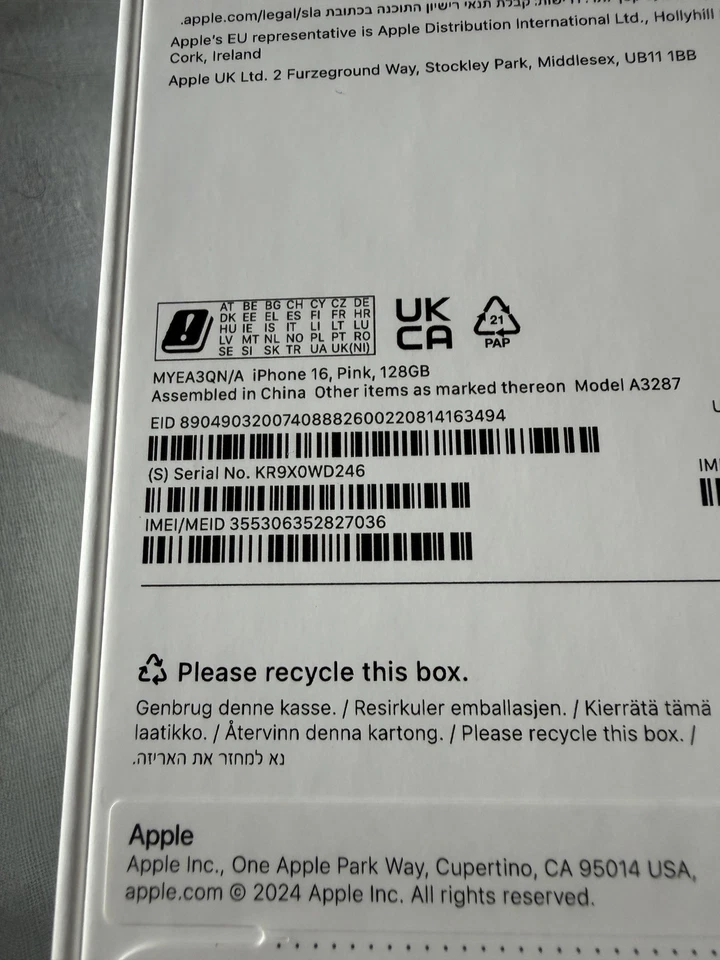 .apple.com/legal/sla קבלת תנאי רישיון התוכנה בכתובת
Apple's EU representative is Apple Distribution International Ltd., Hollyhill
Cork, Ireland
Apple UK Ltd. 2 Furzeground Way, Stockley Park, Middlesex, UB11 1BB
AT BE BG CH CY CZ DE
DK EE EL ES FI FR HR
HU IE IS IT LI LT LU
LV MT NL NO PL PT RO
SE SI SK TR UA UK(NI)
UK
CA
21
PAP
MYEA3QN/A iPhone 16, Pink, 128GB
Assembled in China Other items as marked thereon Model A3287
EID 89049032007408882600220814163494
(S) Serial No. KR9X0WD246
IM
IMEI/MEID 355306352827036
Please recycle this box.
Genbrug denne kasse. / Resirkuler emballasjen. / Kierrätä tämä
laatikko. / Återvinn denna kartong. / Please recycle this box. /
נא למחזר את האריזה.
Apple
Apple Inc., One Apple Park Way, Cupertino, CA 95014 USA,
apple.com © 2024 Apple Inc. All rights reserved.